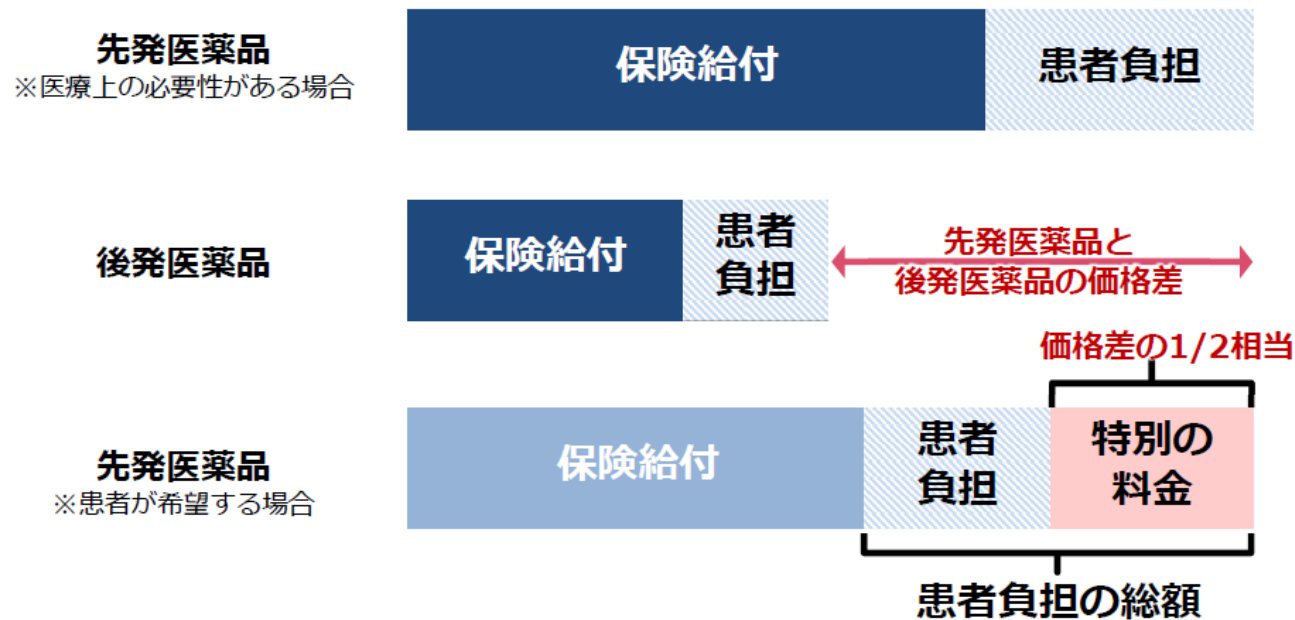 先発医薬品
※医療上の必要性がある場合
保険給付
患者負担
後発医薬品
保険給付
患者
負担
先発医薬品と
後発医薬品の価格差
価格差の1/2相当
先発医薬品
※患者が希望する場合
保険給付
患者
負担
特別の
料金
患者負担の総額